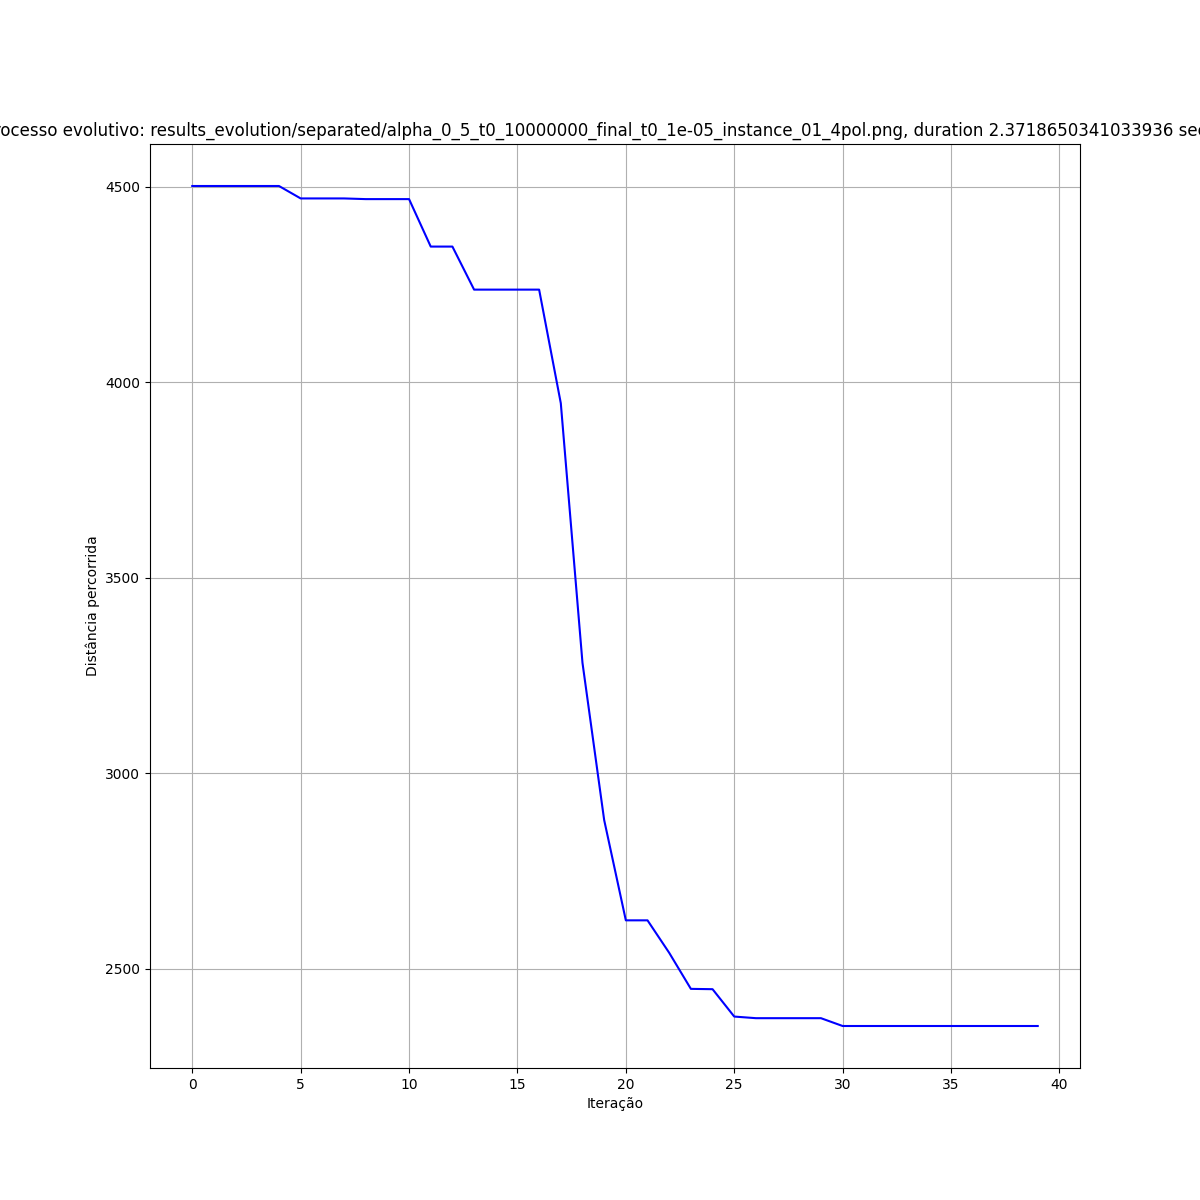 ocesso evolutivo: results_evolution/separated/alpha_0_5_t0_10000000_final_t0_1e-05_instance_01_4pol.png, duration 2.3718650341033936 se
4500
4000
3500
3000
2500
Distância percorrida
0 5 10 15 20 25 30 35 40
Iteração